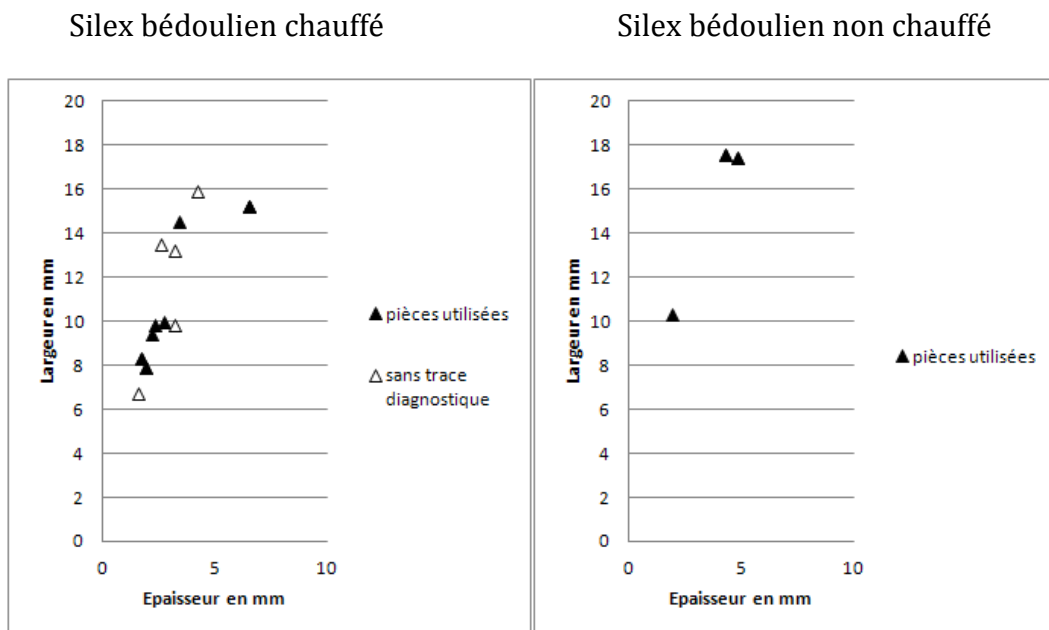 Silex bédoulien chauffé
Silex bédoulien non chauffé
20
18
16
14
12
10
8
6
4
2
0
0
5
10
Largeur en mm
Epaisseur en mm
pièces utilisées
sans trace
diagnostique
20
18
16
14
12
10
8
6
4
2
0
0
5
10
Largeur en mm
Epaisseur en mm
pièces utilisées